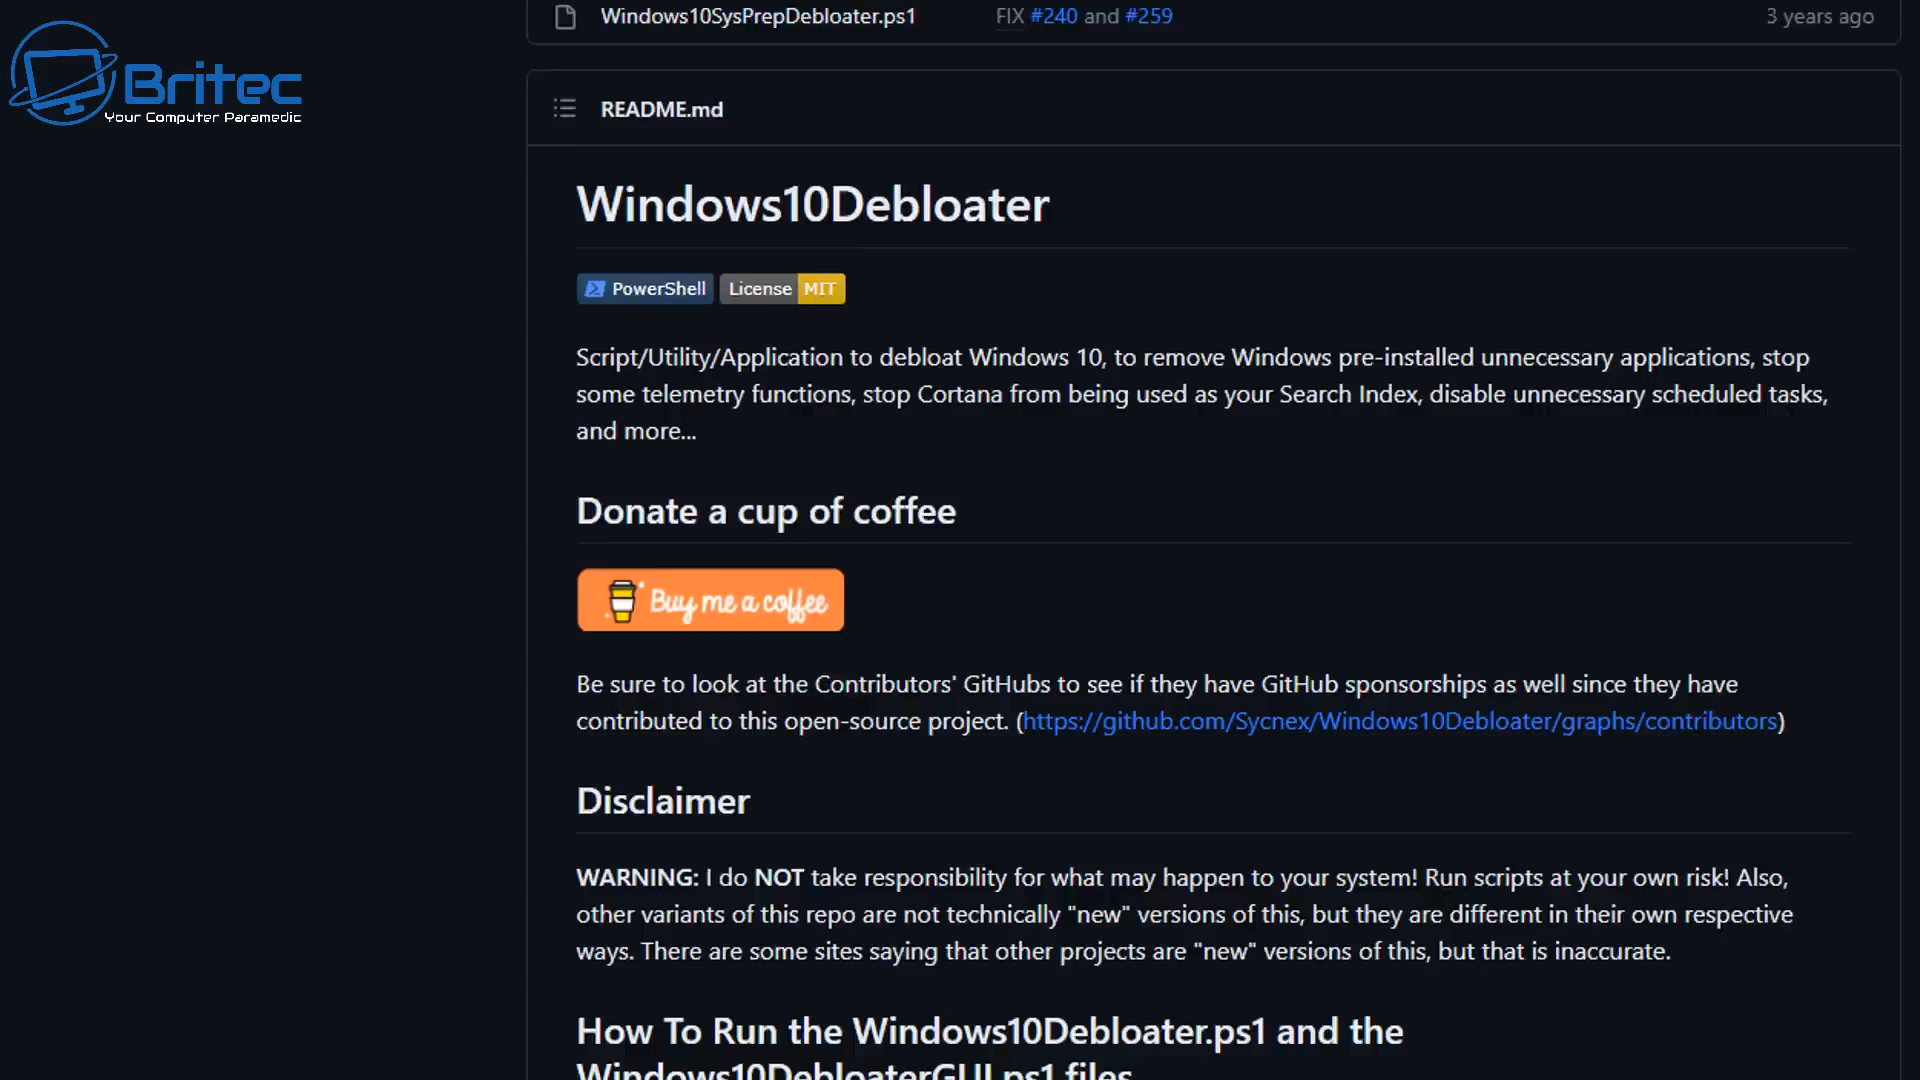 Windows10SysPrepDebloater.ps1 FIX #240 and #259 3 years ago
Britec
Your Computer Paramedic
README.md
Windows10Debloater
PowerShell License MIT
Script/Utility/Application to debloat Windows 10, to remove Windows pre-installed unnecessary applications, stop
some telemetry functions, stop Cortana from being used as your Search Index, disable unnecessary scheduled tasks,
and more...
Donate a cup of coffee
Buy me a coffee
Be sure to look at the Contributors' GitHubs to see if they have GitHub sponsorships as well since they have
contributed to this open-source project. (https://github.com/Sycnex/Windows10Debloater/graphs/contributors)
Disclaimer
WARNING: I do NOT take responsibility for what may happen to your system! Run scripts at your own risk! Also,
other variants of this repo are not technically "new" versions of this, but they are different in their own respective
ways. There are some sites saying that other projects are "new" versions of this, but that is inaccurate.
How To Run the Windows10Debloater.ps1 and the
Windows10DebloaterGUI.ps1 files